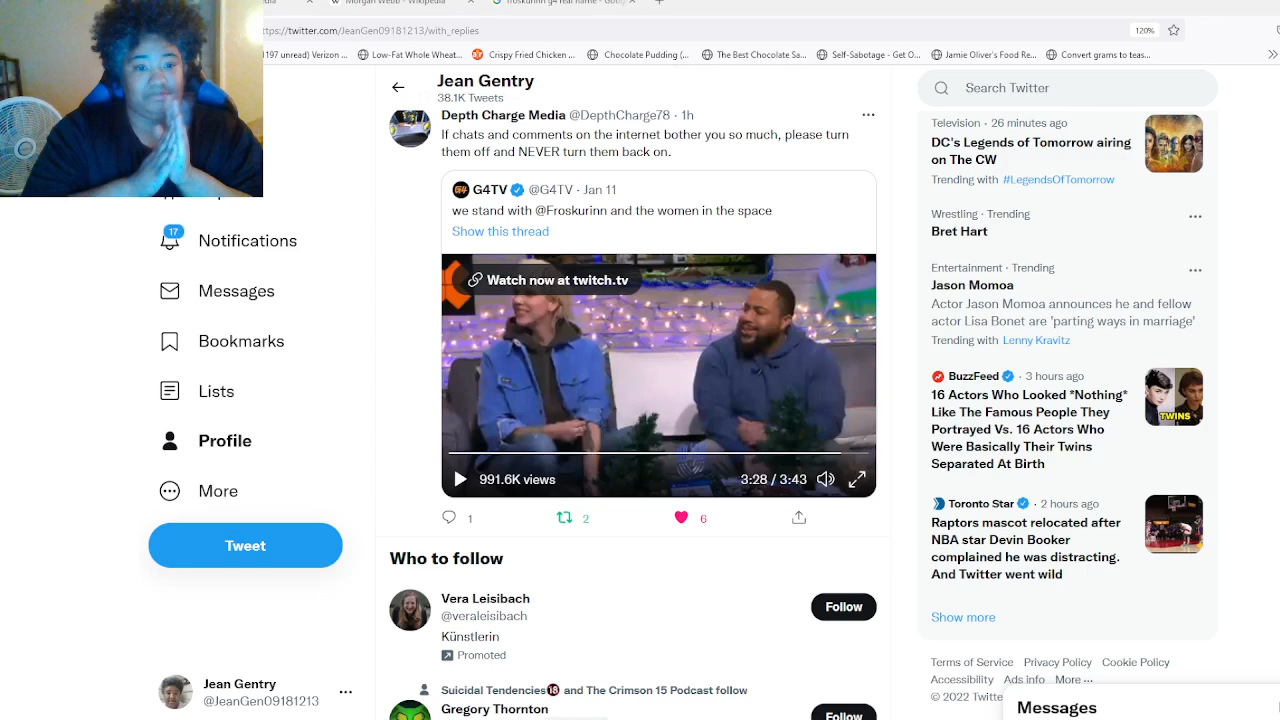 Morgan Webb - Wikipedia
froskurinn g4 real name - Goog
https://twitter.com/JeanGen09181213/with_replies
120%
(197 unread) Verizon ...
Low-Fat Whole Wheat...
Crispy Fried Chicken ...
Chocolate Pudding (...
The Best Chocolate Sa...
Self-Sabotage - Get O...
Jamie Oliver's Food Re...
Convert grams to teas...
Jean Gentry
38.1K Tweets
Search Twitter
Notifications
17
Messages
Bookmarks
Lists
Profile
More
Tweet
Jean Gentry
@JeanGen09181213
Depth Charge Media @DepthCharge78 · 1h
If chats and comments on the internet bother you so much, please turn
them off and NEVER turn them back on.
G4TV @G4TV · Jan 11
we stand with @Froskurinn and the women in the space
Show this thread
Watch now at twitch.tv
991.6K views
3:28 / 3:43
1
2
6
Who to follow
Vera Leisibach
@veraleisibach
Künstlerin
Promoted
Follow
Suicidal Tendencies🔞 and The Crimson 15 Podcast follow
Gregory Thornton
Follow
Television · 26 minutes ago
DC's Legends of Tomorrow airing
on The CW
Trending with #LegendsOfTomorrow
Wrestling · Trending
Bret Hart
Entertainment · Trending
Jason Momoa
Actor Jason Momoa announces he and fellow
actor Lisa Bonet are 'parting ways in marriage'
Trending with Lenny Kravitz
BuzzFeed · 3 hours ago
16 Actors Who Looked *Nothing*
Like The Famous People They
Portrayed Vs. 16 Actors Who
Were Basically Their Twins
Separated At Birth
TWINS
Toronto Star · 2 hours ago
Raptors mascot relocated after
NBA star Devin Booker
complained he was distracting.
And Twitter went wild
Show more
Terms of Service Privacy Policy Cookie Policy
Accessibility Ads info More ...
© 2022 Twitte
Messages